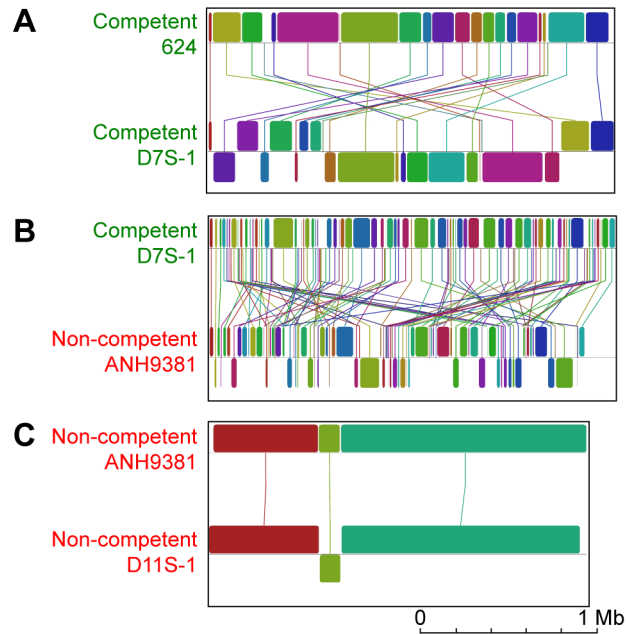 A
Competent
624
Competent
D7S-1
B
Competent
D7S-1
Non-competent
ANH9381
C
Non-competent
ANH9381
Non-competent
D11S-1
0 1 Mb